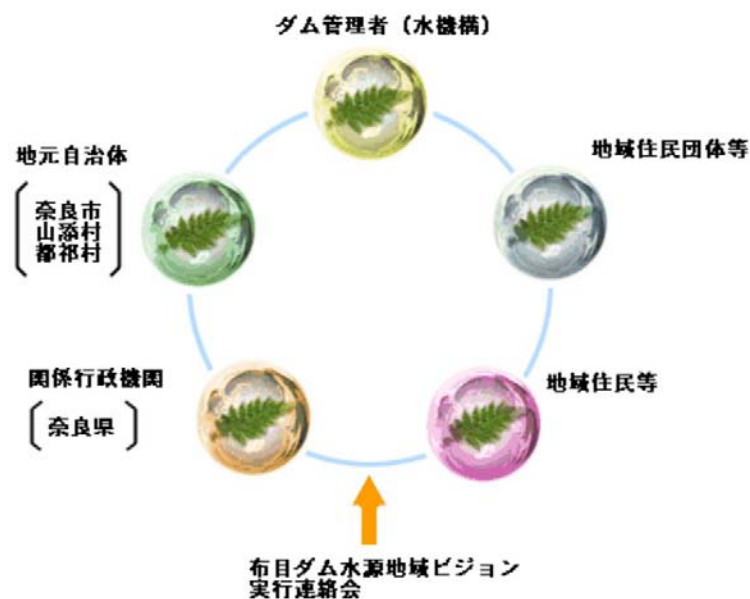 ダム管理者（水機構）
地元自治体
奈良市
山添村
都祁村
地域住民団体等
関係行政機関
奈良県
地域住民等
布目ダム水源地域ビジョン
実行連絡会